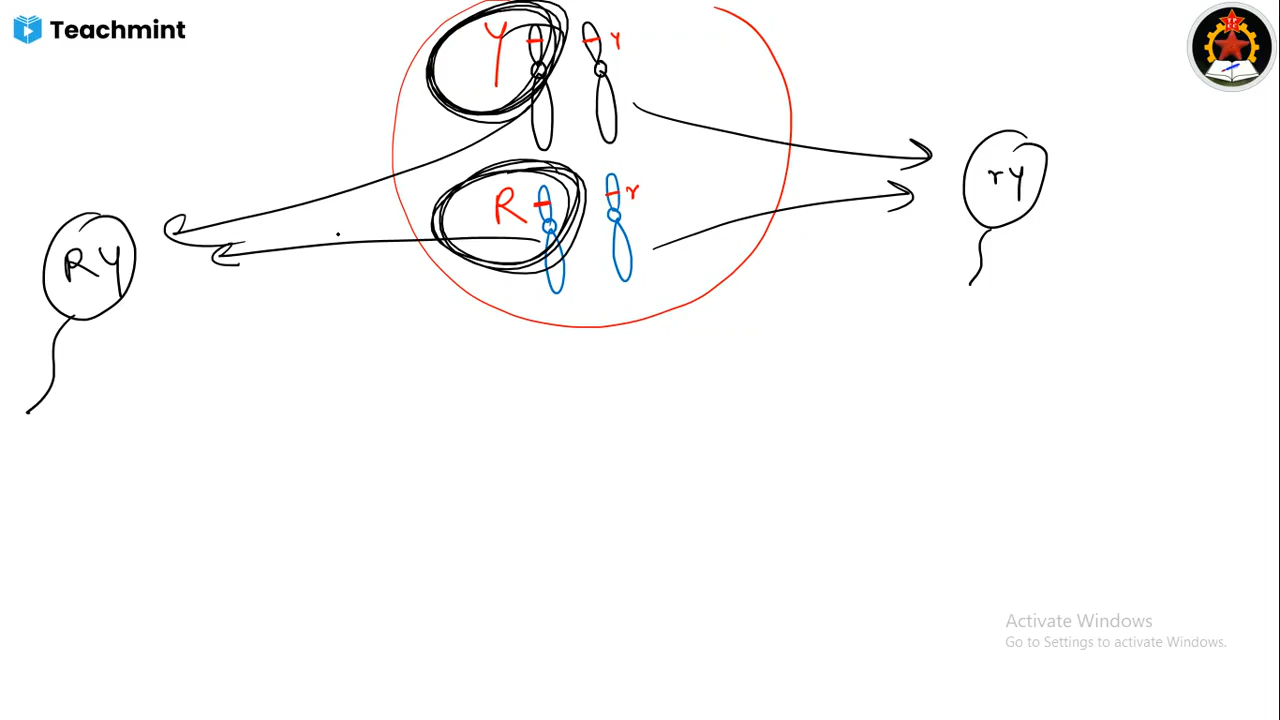 Teachmint
Y y
R r
RY
ry
Activate Windows
Go to Settings to activate Windows.